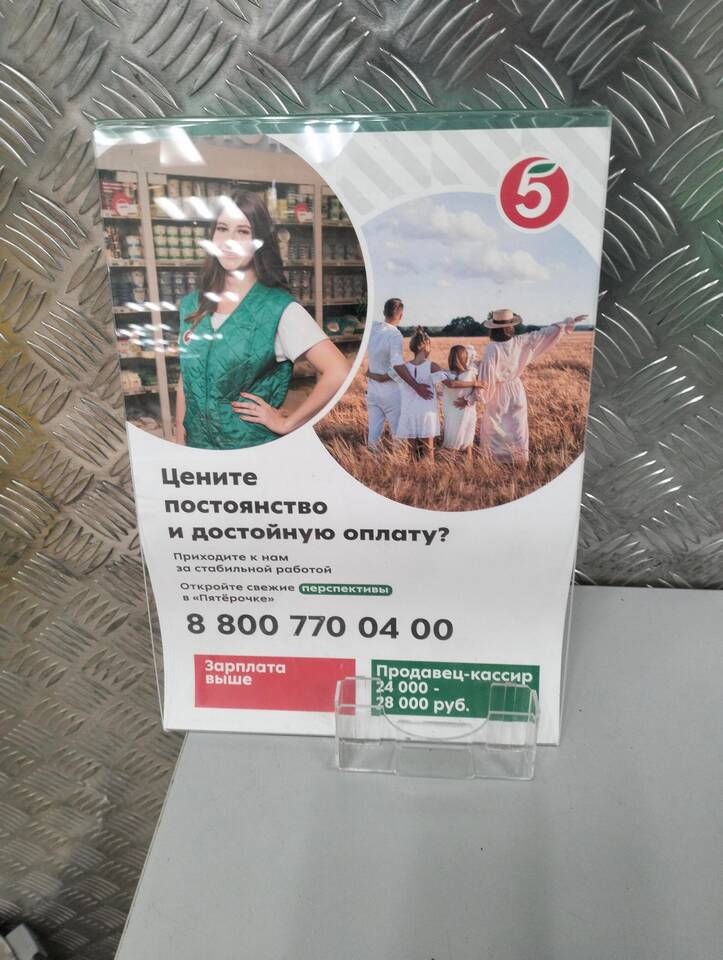 5
Цените
постоянство
и достойную оплату?
Приходите к нам
за стабильной работой
Откройте свежие перспективы
в «Пятёрочке»
8 800 770 04 00
Зарплата
выше
Продавец-кассир
24 000 -
28 000 руб.